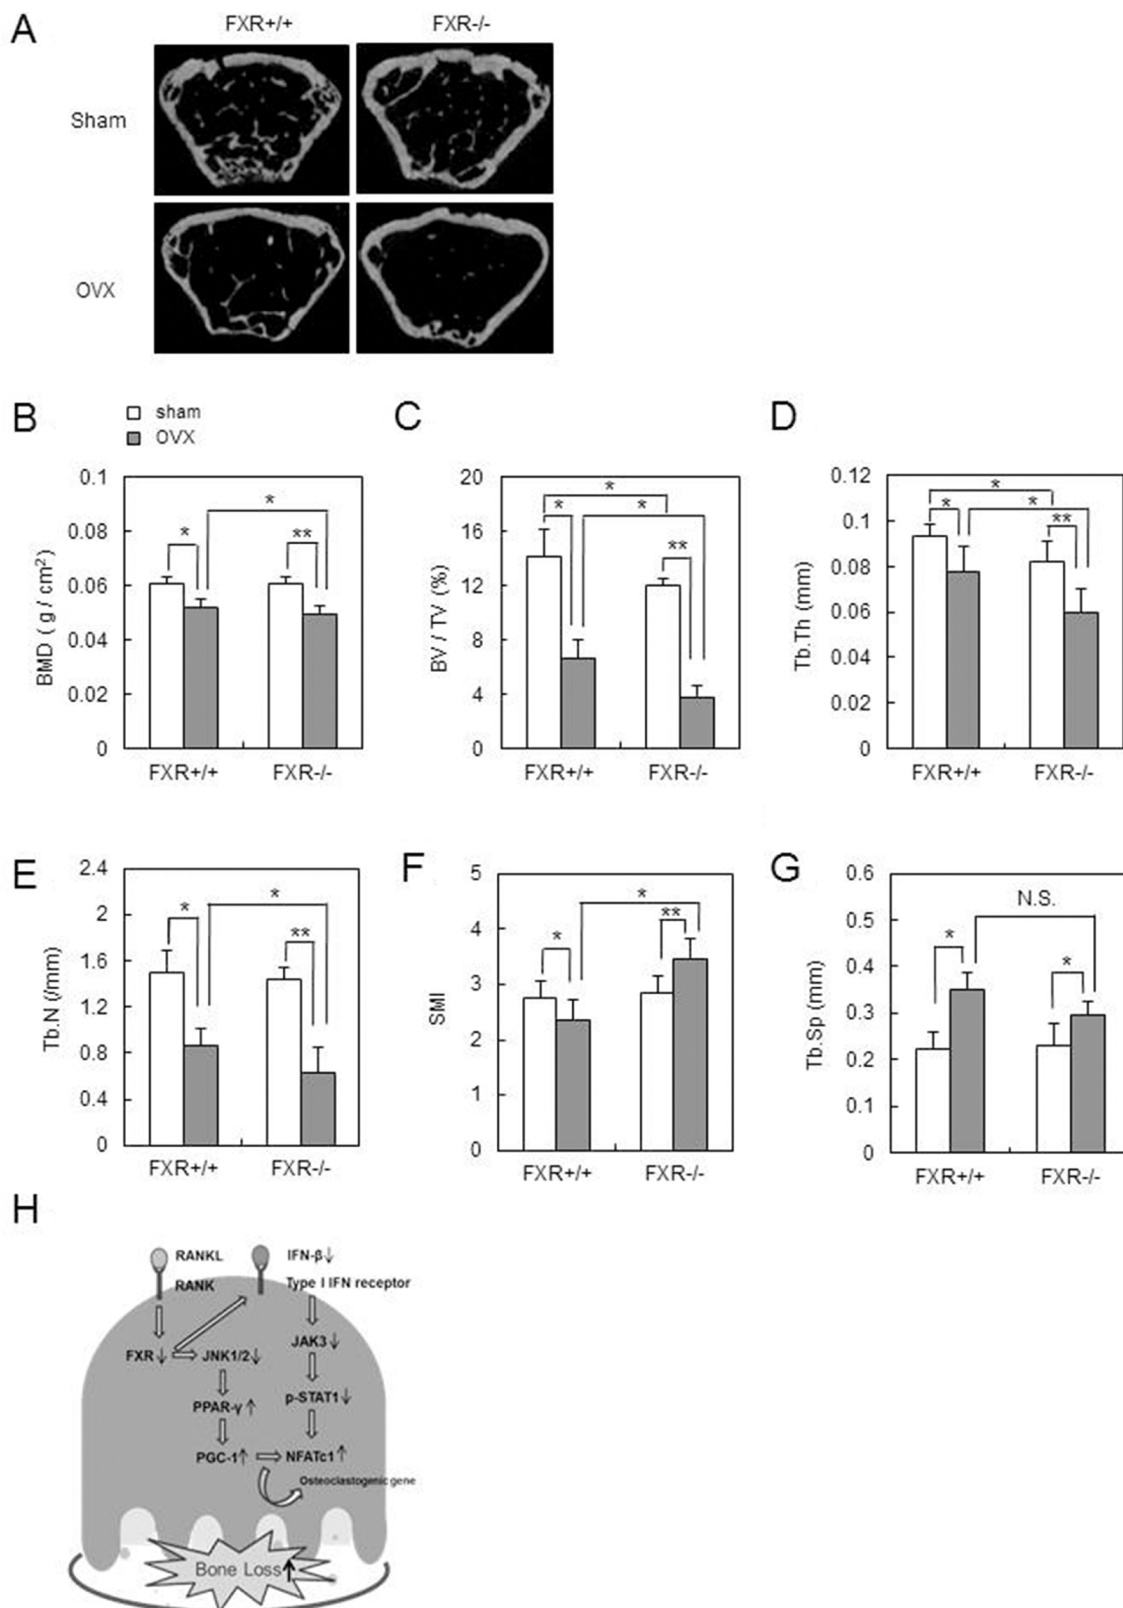 A
FXR+/+
FXR-/-
Sham
OVX
B
sham
OVX
0.1
0.08
0.06
0.04
0.02
0
BMD ( g / cm²)
*
**
*
FXR+/+
FXR-/-
C
20
16
12
8
4
0
BV / TV (%)
*
*
*
**
FXR+/+
FXR-/-
D
0.12
0.1
0.08
0.06
0.04
0.02
0
Tb.Th (mm)
*
*
*
**
FXR+/+
FXR-/-
E
2.4
2
1.6
1.2
0.8
0.4
0
Tb.N (/mm)
*
*
**
FXR+/+
FXR-/-
F
5
4
3
2
1
0
SMI
*
*
**
FXR+/+
FXR-/-
G
0.6
0.5
0.4
0.3
0.2
0.1
0
Tb.Sp (mm)
N.S.
*
*
FXR+/+
FXR-/-
H
RANKL
IFN-β↓
RANK
Type I IFN receptor
JAK3↓
FXR↓
JNK1/2↓
p-STAT1↓
PPAR-γ↑
PGC-1↑
NFATc1↑
Osteoclastogenic gene
Bone Loss↑